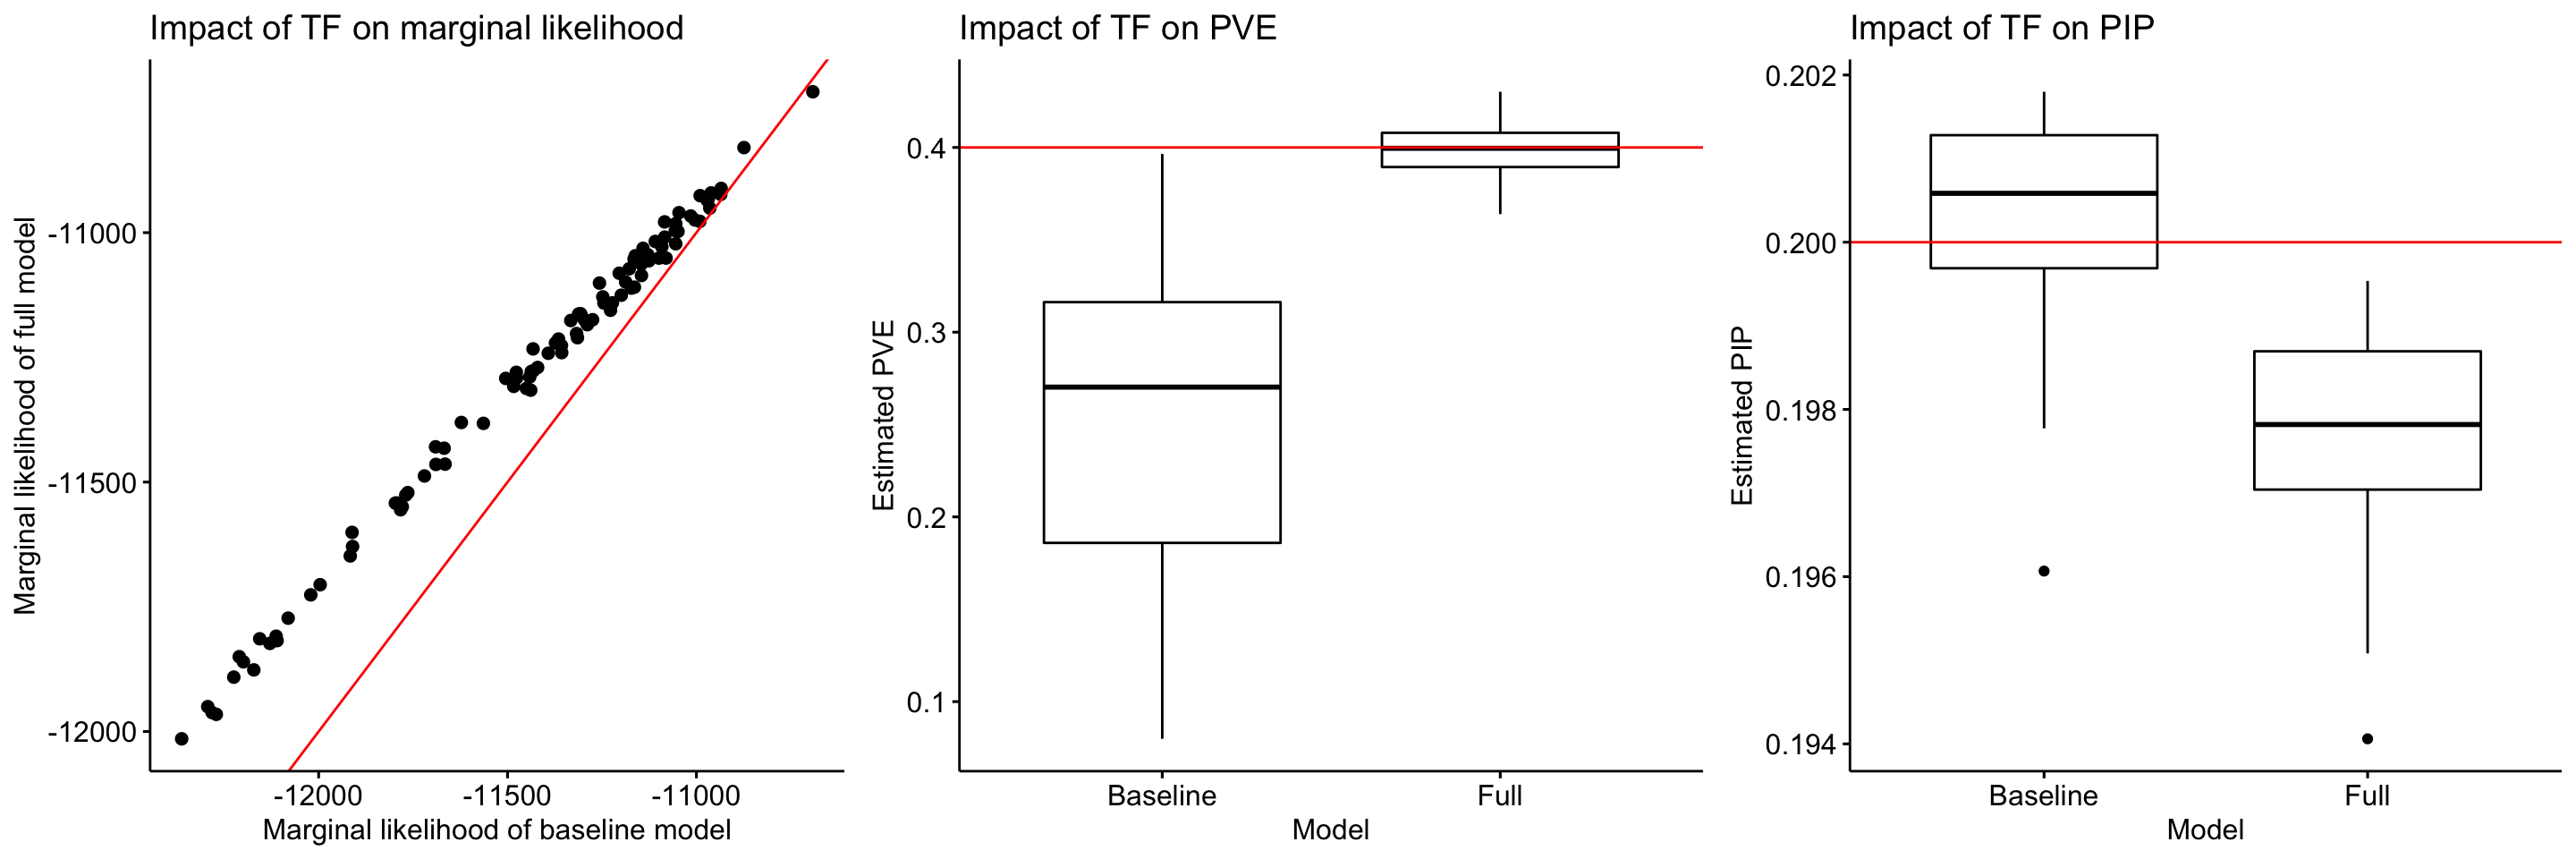 Impact of TF on marginal likelihood
Marginal likelihood of full model
-11000
-11500
-12000
-12000 -11500 -11000
Marginal likelihood of baseline model
Impact of TF on PVE
Estimated PVE
0.4
0.3
0.2
0.1
Baseline Full
Model
Impact of TF on PIP
Estimated PIP
0.202
0.200
0.198
0.196
0.194
Baseline Full
Model